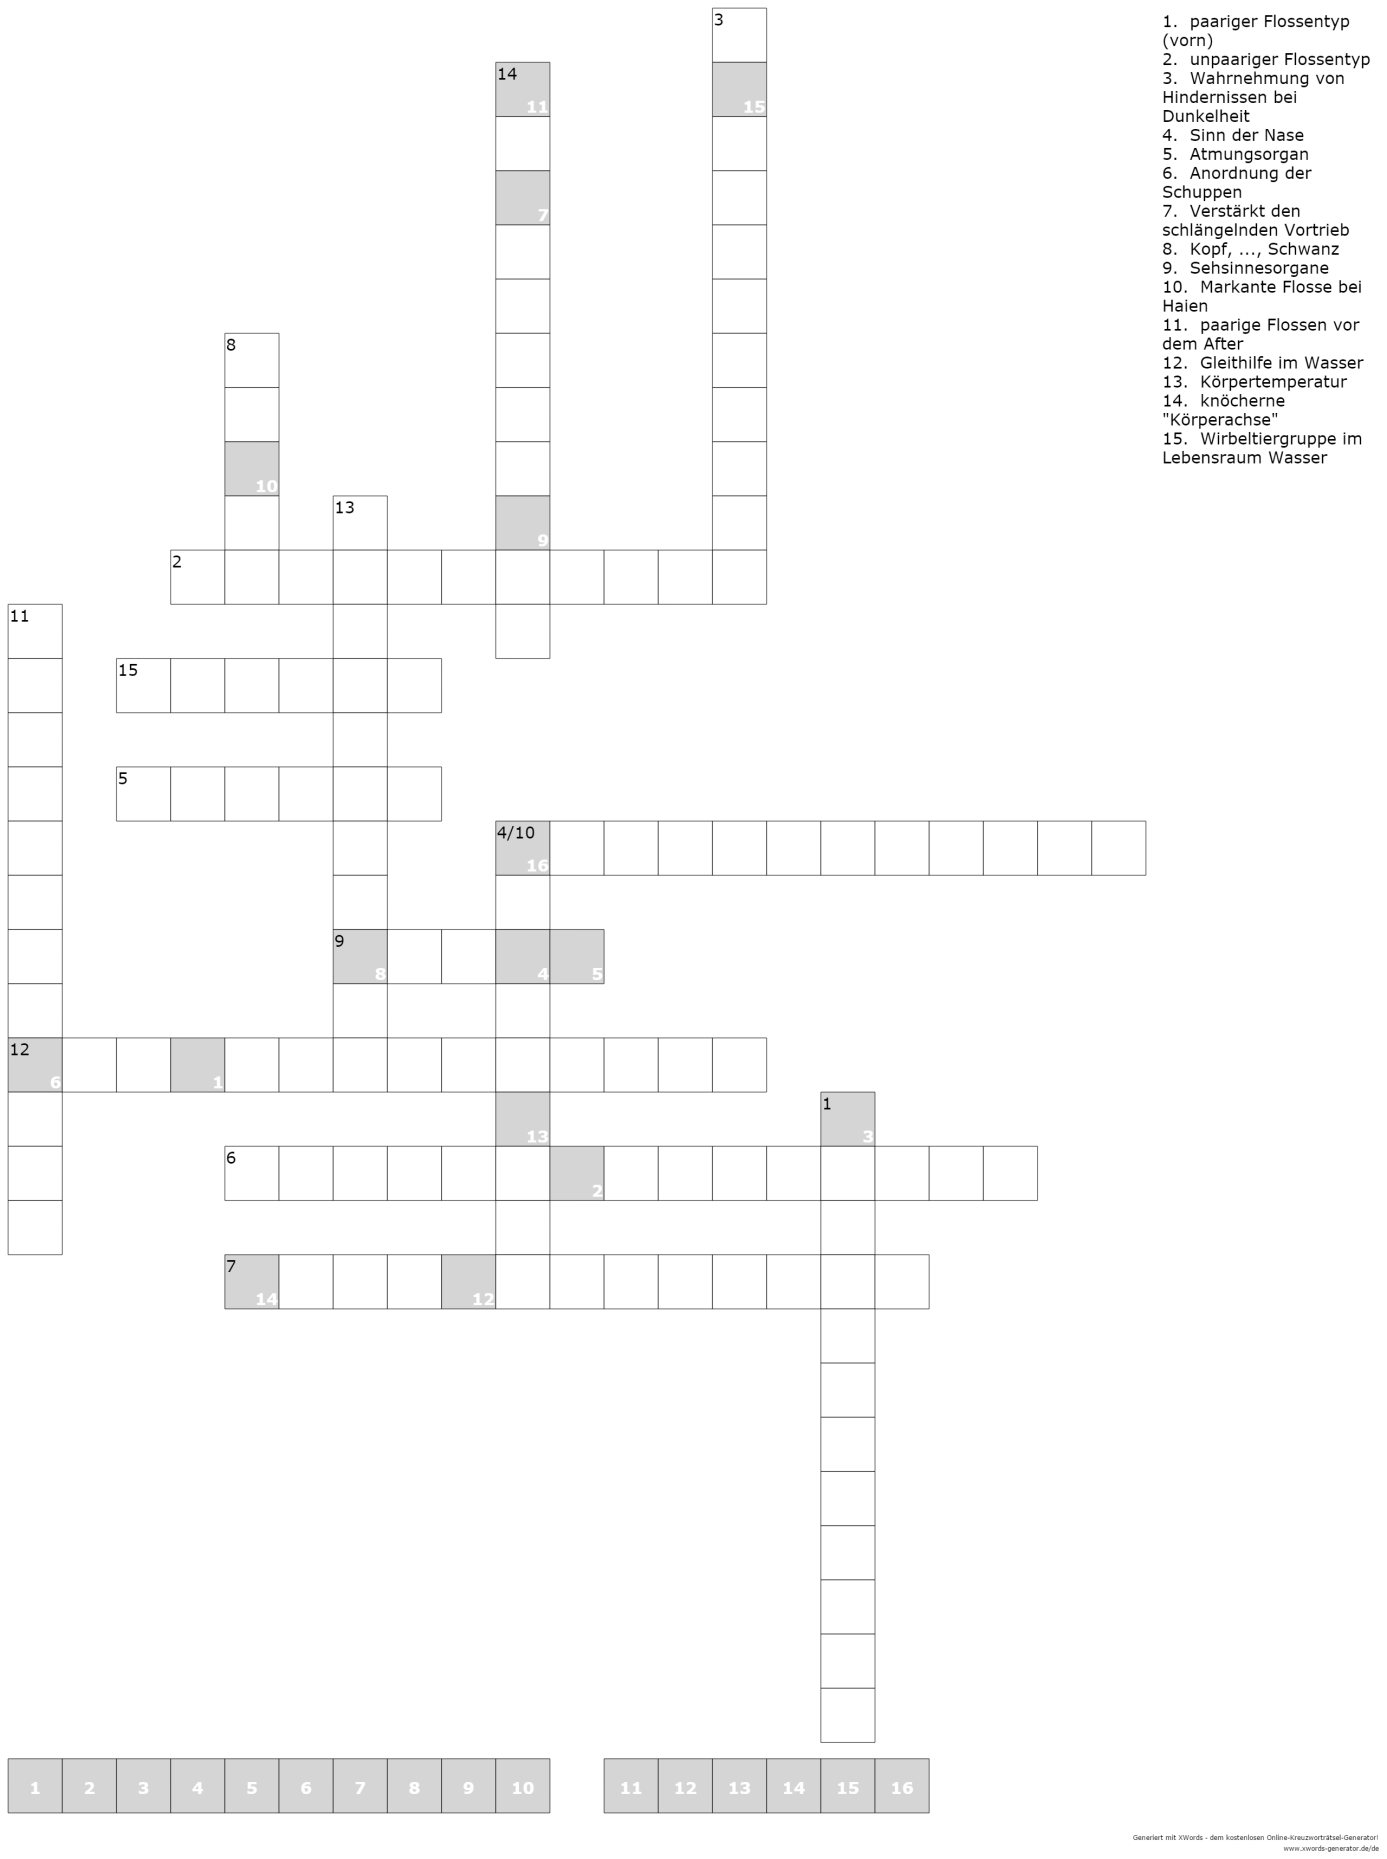 3
14
11
15
7
8
10
13
9
2
11
15
5
4/10
16
9
8
4
5
12
6
1
1
13
3
6
2
7
14
12
1 2 3 4 5 6 7 8 9 10 11 12 13 14 15 16
1. paariger Flossentyp
(vorn)
2. unpaariger Flossentyp
3. Wahrnehmung von
Hindernissen bei
Dunkelheit
4. Sinn der Nase
5. Atmungsorgan
6. Anordnung der
Schuppen
7. Verstärkt den
schlängelnden Vortrieb
8. Kopf, ..., Schwanz
9. Sehsinnesorgane
10. Markante Flosse bei
Haien
11. paarige Flossen vor
dem After
12. Gleithilfe im Wasser
13. Körpertemperatur
14. knöcherne
"Körperachse"
15. Wirbeltiergruppe im
Lebensraum Wasser
Generiert mit XWords - dem kostenlosen Online-Kreuzworträtsel-Generator!
www.xwords-generator.de/de